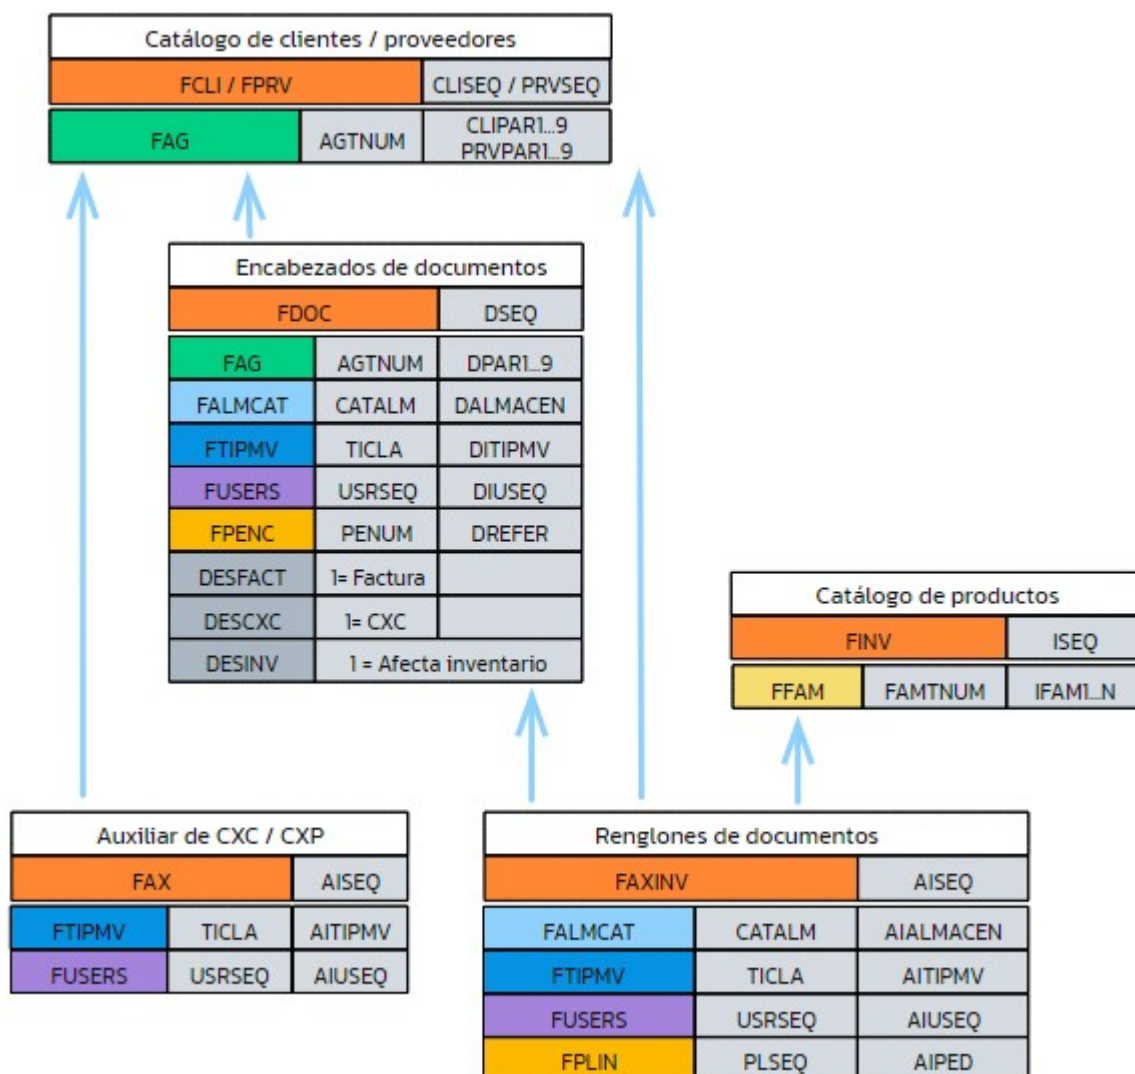 Catálogo de clientes / proveedores
FCLI / FPRV CLISEQ / PRVSEQ
FAG AGTNUM CLIPAR1...9
PRVPAR1...9
Encabezados de documentos
FDOC DSEQ
FAG AGTNUM DPAR1...9
FALMCAT CATALM DALMACEN
FTIPMV TICLA DITIPMV
FUSERS USRSEQ DIUSEQ
FPENC PENUM DREFER
DESFACT 1= Factura
DESCXC 1= CXC
DESINV 1 = Afecta inventario
Catálogo de productos
FINV ISEQ
FFAM FAMTNUM IFAM1...N
Auxiliar de CXC / CXP
FAX AISEQ
FTIPMV TICLA AITIPMV
FUSERS USRSEQ AIUSEQ
Renglones de documentos
FAXINV AISEQ
FALMCAT CATALM AIALMACEN
FTIPMV TICLA AITIPMV
FUSERS USRSEQ AIUSEQ
FPLIN PLSEQ AIPED